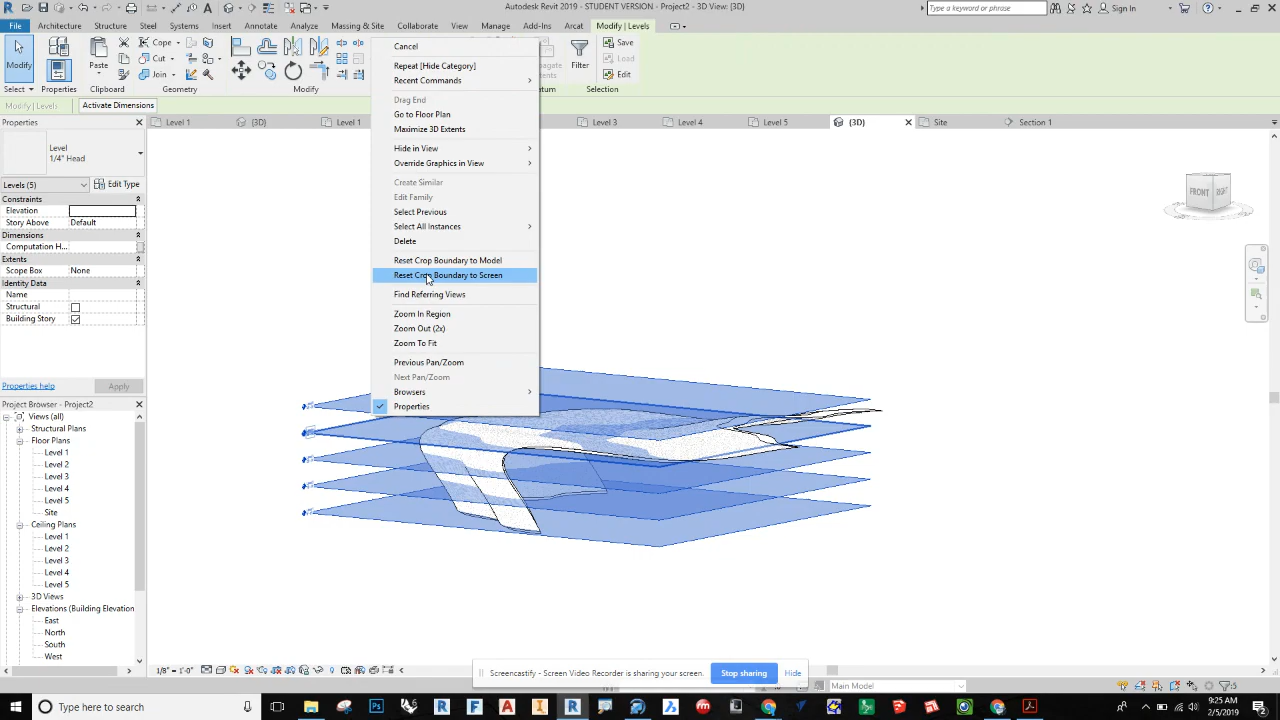 Autodesk Revit 2019 - STUDENT VERSION - Project2 - 3D View: {3D}
Type a keyword or phrase
Sign In
File
Architecture
Systems
Insert
Annotate
Analyze
Massing & Site
Collaborate
View
Manage
Add-Ins
Arcat
Modify | Levels
Modify
Select
Properties
Paste
Clipboard
Cope
Cut
Join
Geometry
Modify
Filter
Save
Load
Edit
Selection
Modify | Levels
Activate Dimensions
Properties
Level 1
{3D}
Level 1
Level 3
Level 4
Level 5
{3D}
Site
Section 1
Level
1/4" Head
Levels (5)
Edit Type
Constraints
Elevation
Story Above
Default
Dimensions
Computation H...
Extents
Scope Box
None
Identity Data
Name
Structural
Building Story
Properties help
Apply
Project Browser - Project2
Views (all)
Structural Plans
Floor Plans
Level 1
Level 2
Level 3
Level 4
Level 5
Site
Ceiling Plans
Level 1
Level 2
Level 3
Level 4
Level 5
3D Views
Elevations (Building Elevation
East
North
South
West
Cancel
Repeat [Hide Category]
Recent Commands
Drag End
Go to Floor Plan
Maximize 3D Extents
Hide in View
Override Graphics in View
Create Similar
Edit Family
Select Previous
Select All Instances
Delete
Reset Crop Boundary to Model
Reset Crop Boundary to Screen
Find Referring Views
Zoom In Region
Zoom Out (2x)
Zoom To Fit
Previous Pan/Zoom
Next Pan/Zoom
Browsers
Properties
FRONT
RIGHT
1/8" = 1'-0"
Screencastify - Screen Video Recorder is sharing your screen.
Stop sharing
Hide
Main Model
:5
Type here to search
9:25 AM
2/5/2019